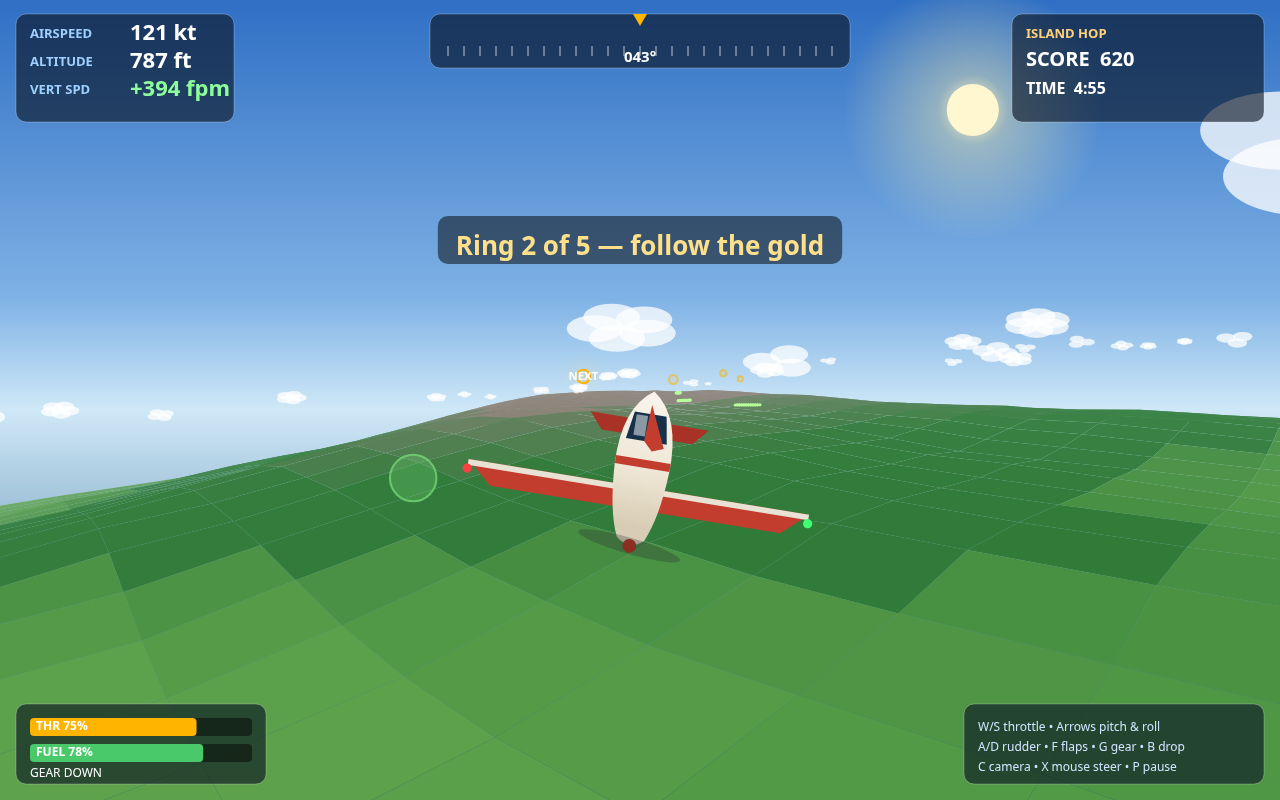 AIRSPEED 121 kt
ALTITUDE 787 ft
VERT SPD +394 fpm
043°
ISLAND HOP
SCORE 620
TIME 4:55
Ring 2 of 5 — follow the gold
NEXT
THR 75%
FUEL 78%
GEAR DOWN
W/S throttle • Arrows pitch & roll
A/D rudder • F flaps • G gear • B drop
C camera • X mouse steer • P pause